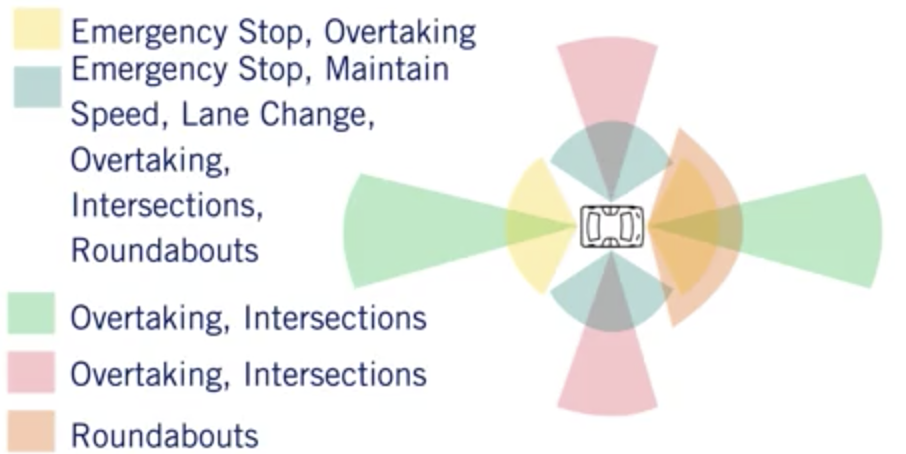 Emergency Stop, Overtaking
Emergency Stop, Maintain
Speed, Lane Change,
Overtaking,
Intersections,
Roundabouts
Overtaking, Intersections
Overtaking, Intersections
Roundabouts